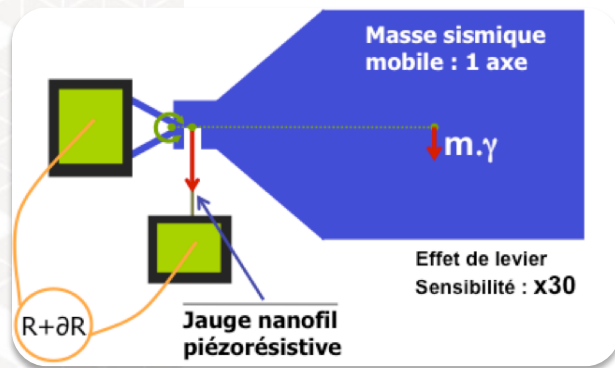 Masse sismique
mobile : 1 axe
m.γ
Effet de levier
Sensibilité : x30
R+∂R
Jauge nanofil
piézorésistive